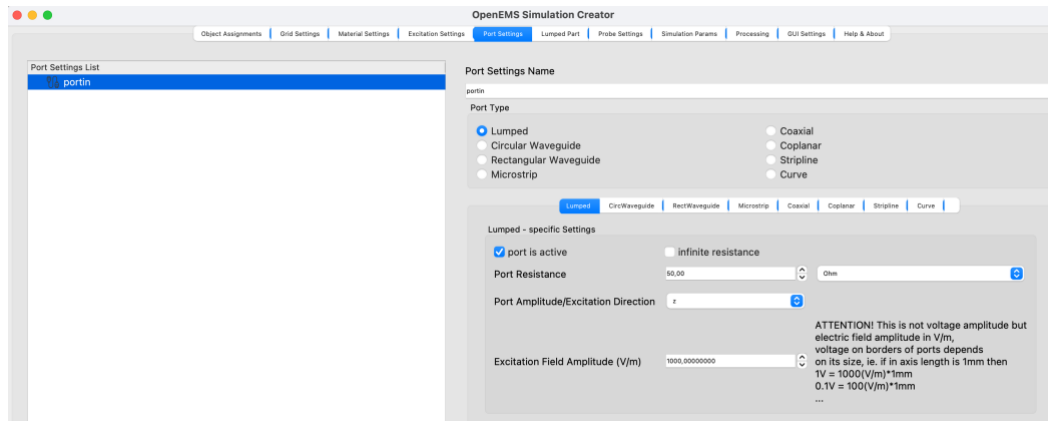 OpenEMS Simulation Creator
Object Assignments Grid Settings Material Settings Excitation Settings Port Settings Lumped Part Probe Settings Simulation Params Processing GUI Settings Help & About
Port Settings List
portin
Port Settings Name
portin
Port Type
Lumped
Circular Waveguide
Rectangular Waveguide
Microstrip
Coaxial
Coplanar
Stripline
Curve
Lumped CircWaveguide RectWaveguide Microstrip Coaxial Coplanar Stripline Curve
Lumped - specific Settings
port is active infinite resistance
Port Resistance 50,00 Ohm
Port Amplitude/Excitation Direction z
Excitation Field Amplitude (V/m) 1000,00000000
ATTENTION! This is not voltage amplitude but
electric field amplitude in V/m,
voltage on borders of ports depends
on its size, ie. if in axis length is 1mm then
1V = 1000(V/m)*1mm
0.1V = 100(V/m)*1mm
...